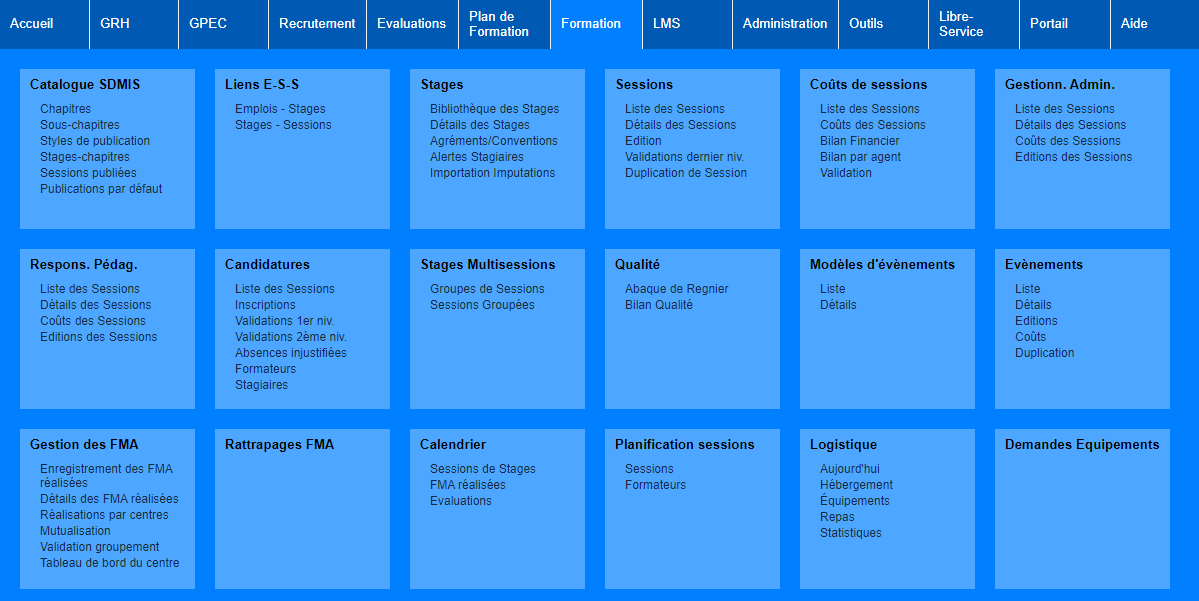 Accueil
GRH
GPEC
Recrutement
Evaluations
Plan de
Formation
Formation
LMS
Administration
Outils
Libre-
Service
Portail
Aide
Catalogue SDMIS
Chapitres
Sous-chapitres
Styles de publication
Stages-chapitres
Sessions publiées
Publications par défaut
Liens E-S-S
Emplois - Stages
Stages - Sessions
Stages
Bibliothèque des Stages
Détails des Stages
Agréments/Conventions
Alertes Stagiaires
Importation Imputations
Sessions
Liste des Sessions
Détails des Sessions
Edition
Validations dernier niv.
Duplication de Session
Coûts de sessions
Liste des Sessions
Coûts des Sessions
Bilan Financier
Bilan par agent
Validation
Gestionn. Admin.
Liste des Sessions
Détails des Sessions
Coûts des Sessions
Editions des Sessions
Respons. Pédag.
Liste des Sessions
Détails des Sessions
Coûts des Sessions
Editions des Sessions
Candidatures
Liste des Sessions
Inscriptions
Validations 1er niv.
Validations 2ème niv.
Absences injustifiées
Formateurs
Stagiaires
Stages Multisessions
Groupes de Sessions
Sessions Groupées
Qualité
Abaque de Regnier
Bilan Qualité
Modèles d'évènements
Liste
Détails
Evènements
Liste
Détails
Editions
Coûts
Duplication
Gestion des FMA
Enregistrement des FMA
réalisées
Détails des FMA réalisées
Réalisations par centres
Mutualisation
Validation groupement
Tableau de bord du centre
Rattrapages FMA
Calendrier
Sessions de Stages
FMA réalisées
Evaluations
Planification sessions
Sessions
Formateurs
Logistique
Aujourd'hui
Hébergement
Équipements
Repas
Statistiques
Demandes Equipements